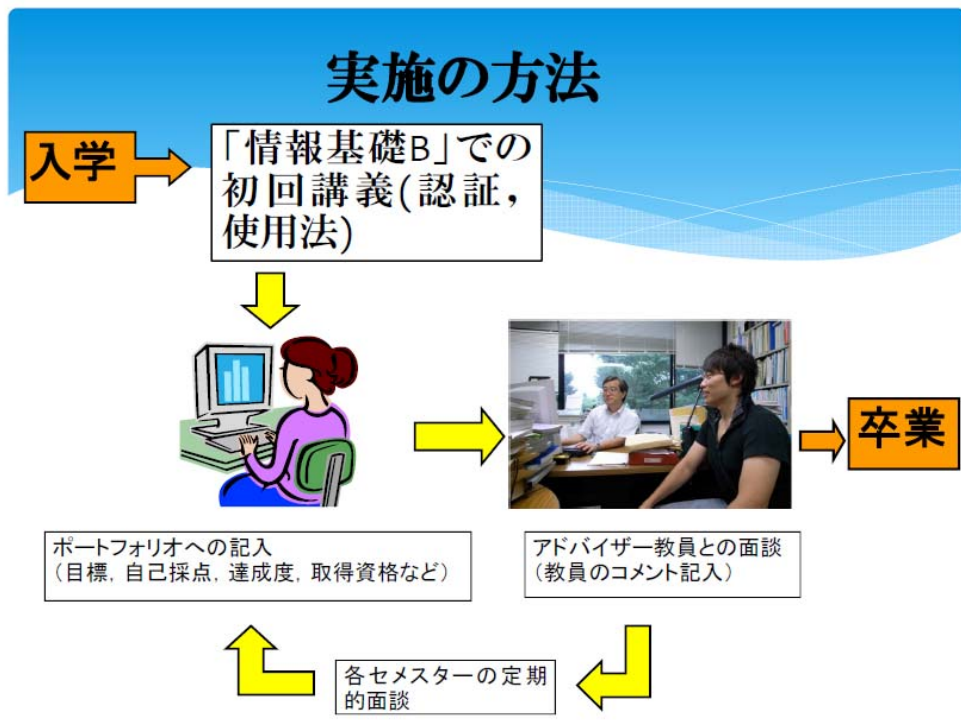 実施の方法
入学
「情報基礎B」での
初回講義(認証,
使用法)
卒業
ポートフォリオへの記入
(目標, 自己採点, 達成度, 取得資格など)
アドバイザー教員との面談
(教員のコメント記入)
各セメスターの定期
的面談